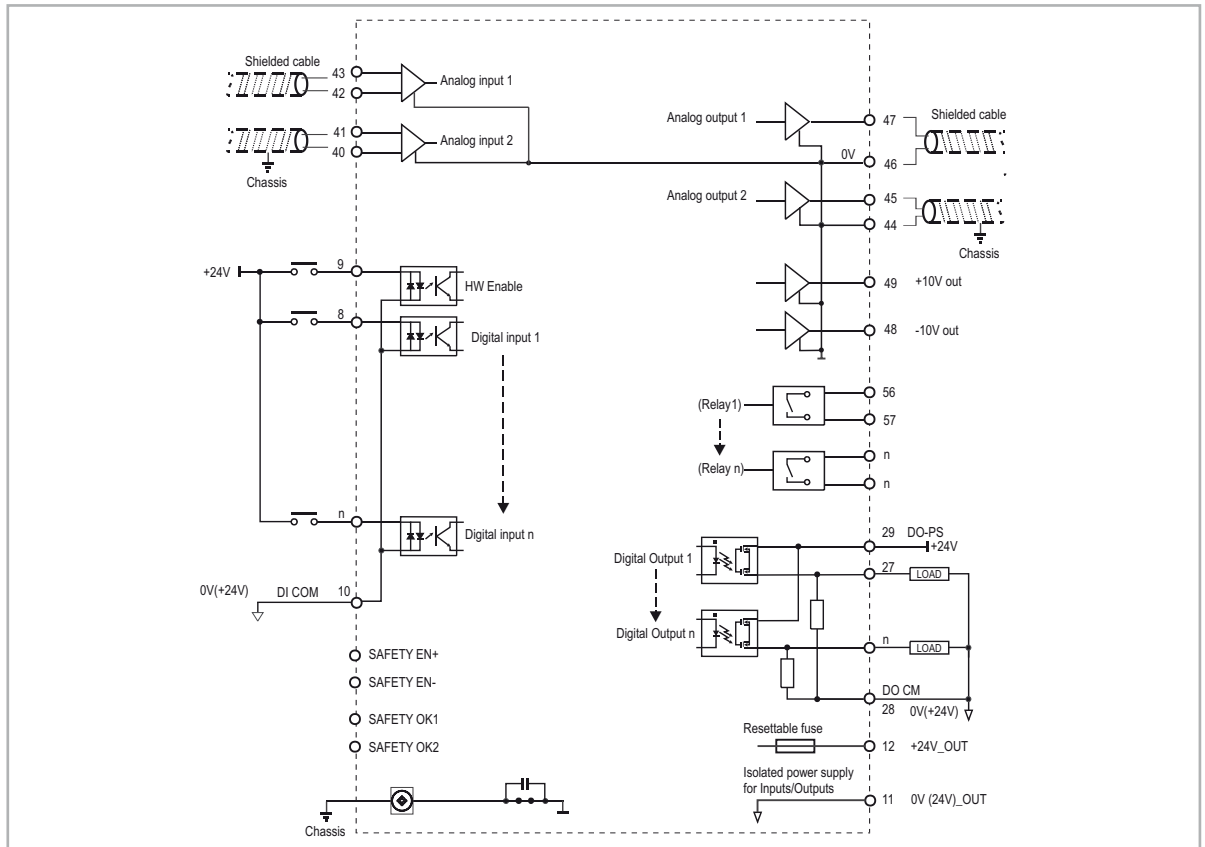 Shielded cable
43
Analog input 1
42
41
Analog input 2
40
Chassis
Analog output 1
47
Shielded cable
0V
46
Analog output 2
45
44
Chassis
+24V
9
HW Enable
8
Digital input 1
n
Digital input n
0V(+24V)
DI COM
10
49 +10V out
48 -10V out
(Relay1)
56
57
(Relay n)
n
n
29 DO-PS
+24V
Digital Output 1
27
LOAD
Digital Output n
n
LOAD
DO CM
28
0V(+24V)
SAFETY EN+
SAFETY EN-
SAFETY OK1
SAFETY OK2
Resettable fuse
12 +24V_OUT
Isolated power supply
for Inputs/Outputs
11 0V (24V)_OUT
Chassis